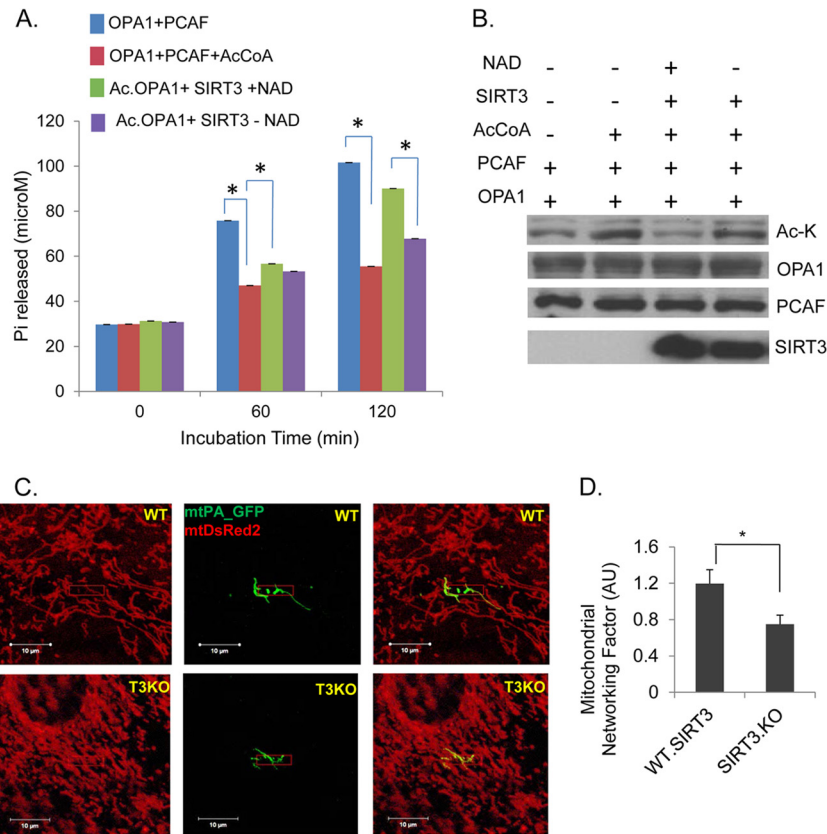 A.
OPA1+PCAF
OPA1+PCAF+AcCoA
Ac.OPA1+ SIRT3 +NAD
Ac.OPA1+ SIRT3 - NAD
Pi released (microM)
120
100
80
60
40
20
0
* * * *
0 60 120
Incubation Time (min)
B.
NAD - - + -
SIRT3 - - + +
AcCoA - + + +
PCAF + + + +
OPA1 + + + +
Ac-K
OPA1
PCAF
SIRT3
C.
WT
10 µm
mtPA_GFP
mtDsRed2
WT
10 µm
WT
10 µm
T3KO
10 µm
T3KO
10 µm
T3KO
10 µm
D.
Mitochondrial
Networking Factor (AU)
1.6
1.2
0.8
0.4
0
*
WT.SIRT3
SIRT3.KO